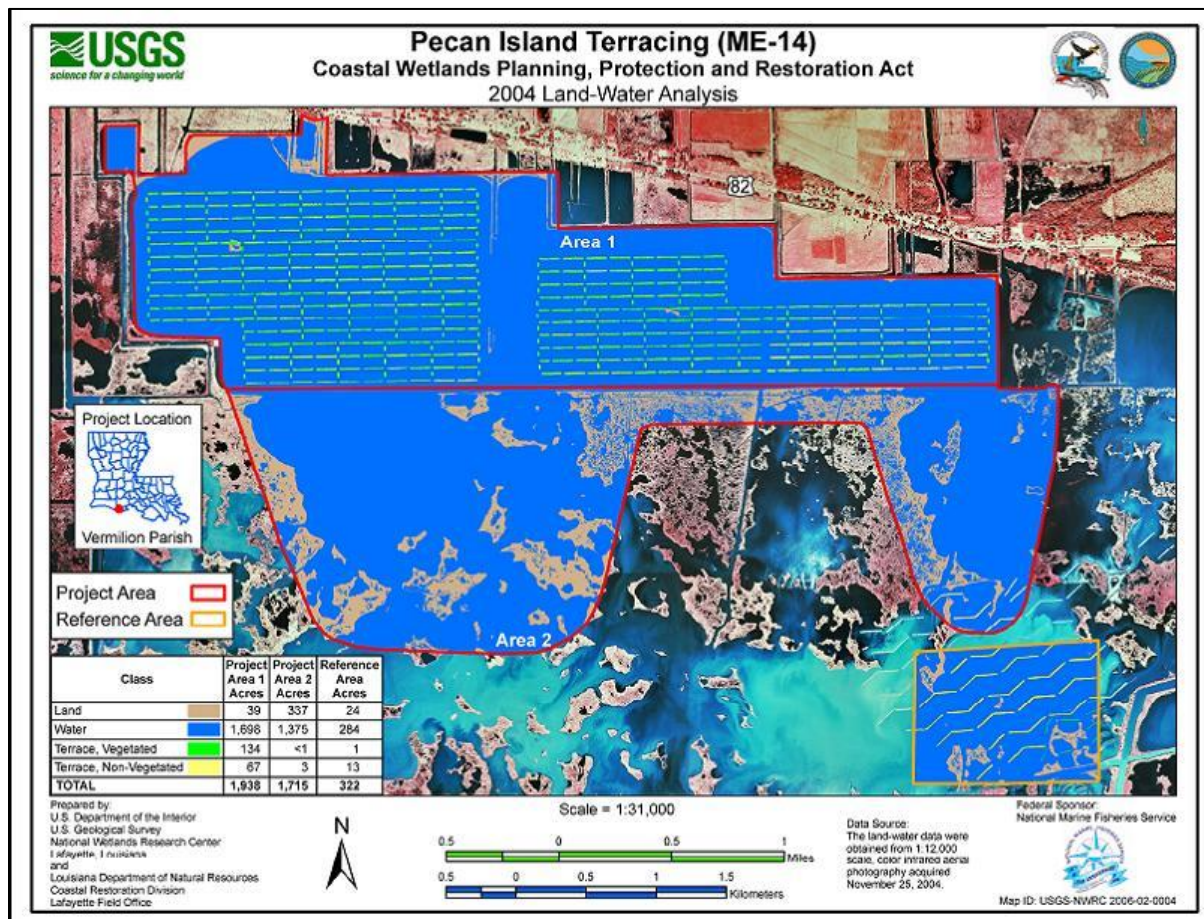 USGS
science for a changing world
Pecan Island Terracing (ME-14)
Coastal Wetlands Planning, Protection and Restoration Act
2004 Land-Water Analysis
82
Area 1
Project Location
Vermilion Parish
Project Area
Reference Area
Area 2
Class Project Area 1 Acres Project Area 2 Acres Reference Area Acres
Land 39 337 24
Water 1,698 1,375 284
Terrace, Vegetated 134 <1 1
Terrace, Non-Vegetated 67 3 13
TOTAL 1,938 1,715 322
Prepared by:
U.S. Department of the Interior
U.S. Geological Survey
National Wetlands Research Center
Lafayette, Louisiana
and
Louisiana Department of Natural Resources
Coastal Restoration Division
Lafayette Field Office
N
Scale = 1:31,000
0.5 0 0.5 1
Miles
0.5 0 0.5 1 1.5
Kilometers
Data Source:
The land-water data were
obtained from 1:12,000
scale, color infrared aerial
photography acquired
November 25, 2004.
Federal Sponsor:
National Marine Fisheries Service
Map ID: USGS-NWRC 2006-02-0004